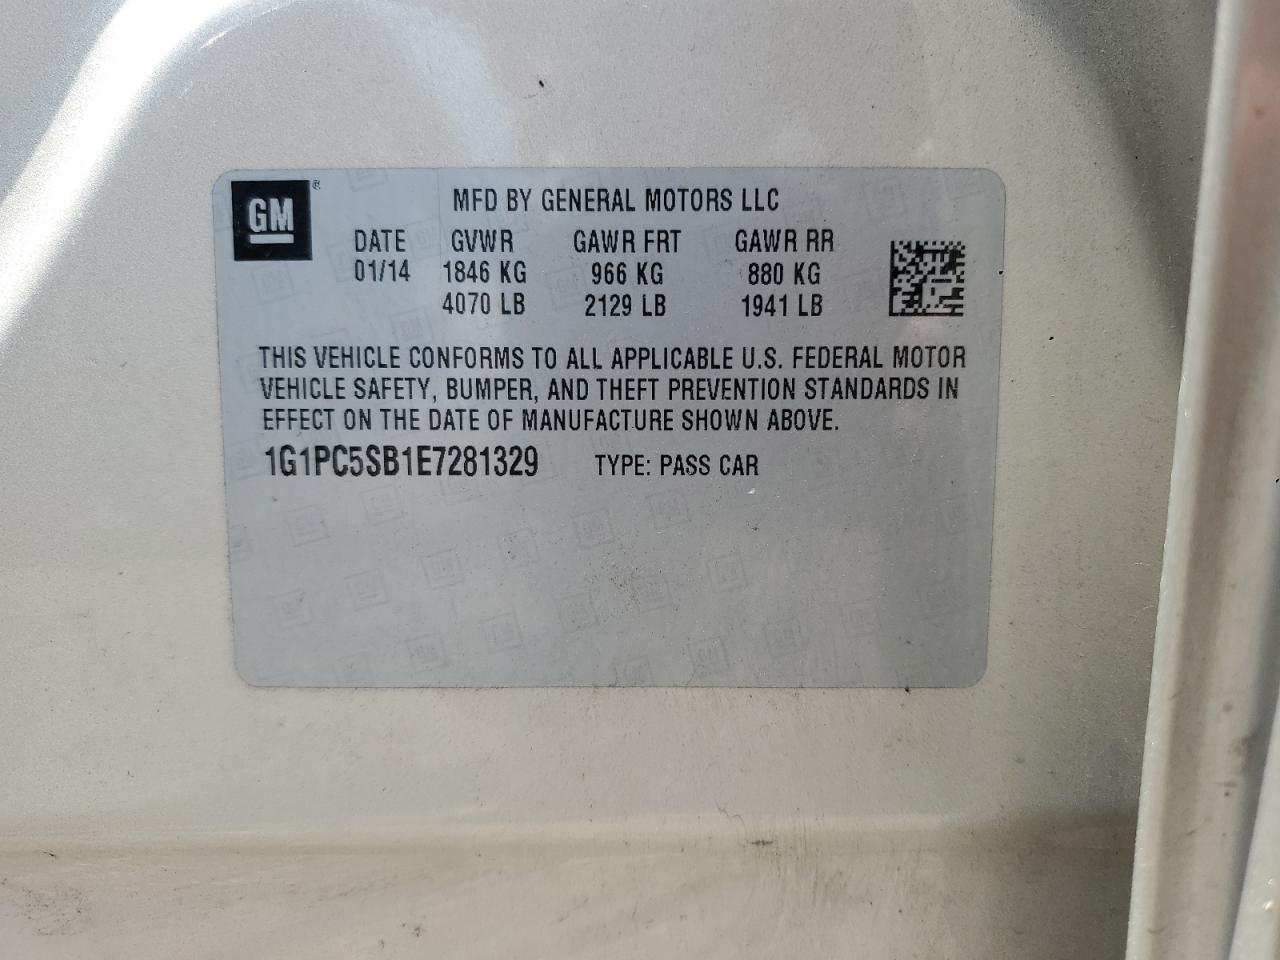 GM®
MFD BY GENERAL MOTORS LLC
DATE GVWR GAWR FRT GAWR RR
01/14 1846 KG 966 KG 880 KG
4070 LB 2129 LB 1941 LB
THIS VEHICLE CONFORMS TO ALL APPLICABLE U.S. FEDERAL MOTOR
VEHICLE SAFETY, BUMPER, AND THEFT PREVENTION STANDARDS IN
EFFECT ON THE DATE OF MANUFACTURE SHOWN ABOVE.
1G1PC5SB1E7281329 TYPE: PASS CAR